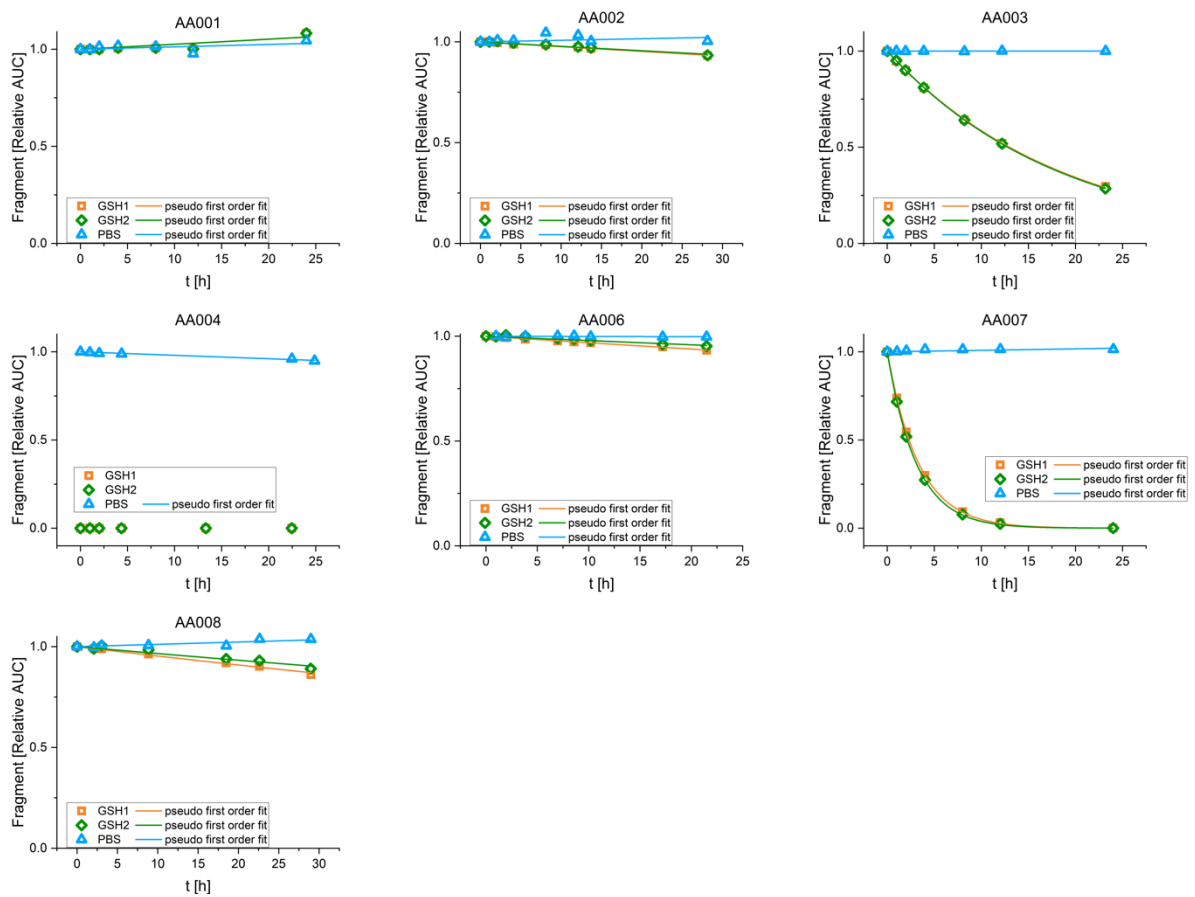 AA001
Fragment [Relative AUC]
1.0
0.5
0.0
GSH1 pseudo first order fit
GSH2 pseudo first order fit
PBS pseudo first order fit
0 5 10 15 20 25
t [h]
AA002
Fragment [Relative AUC]
1.0
0.5
0.0
GSH1 pseudo first order fit
GSH2 pseudo first order fit
PBS pseudo first order fit
0 5 10 15 20 25 30
t [h]
AA003
Fragment [Relative AUC]
1.0
0.5
0.0
GSH1 pseudo first order fit
GSH2 pseudo first order fit
PBS pseudo first order fit
0 5 10 15 20 25
t [h]
AA004
Fragment [Relative AUC]
1.0
0.5
0.0
GSH1
GSH2
PBS pseudo first order fit
0 5 10 15 20 25
t [h]
AA006
Fragment [Relative AUC]
1.0
0.5
0.0
GSH1 pseudo first order fit
GSH2 pseudo first order fit
PBS pseudo first order fit
0 5 10 15 20 25
t [h]
AA007
Fragment [Relative AUC]
1.0
0.5
0.0
GSH1 pseudo first order fit
GSH2 pseudo first order fit
PBS pseudo first order fit
0 5 10 15 20 25
t [h]
AA008
Fragment [Relative AUC]
1.0
0.5
0.0
GSH1 pseudo first order fit
GSH2 pseudo first order fit
PBS pseudo first order fit
0 5 10 15 20 25 30
t [h]